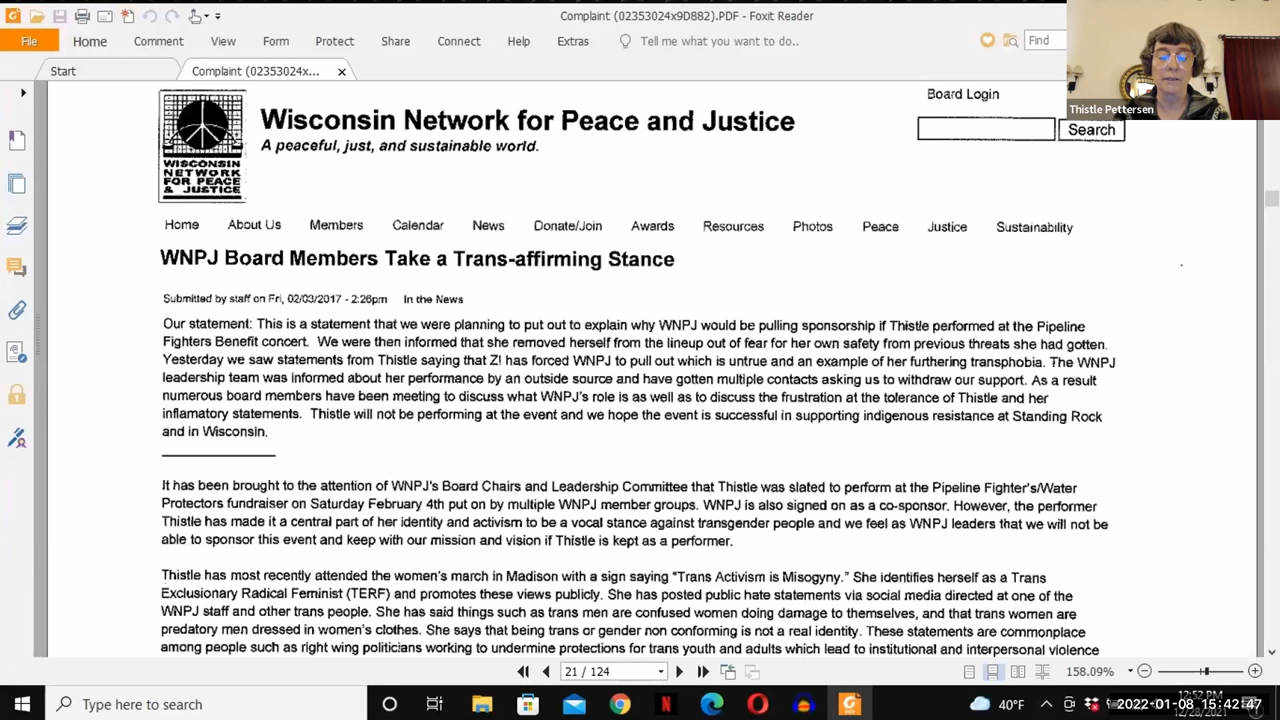 Complaint (02353024x9D882).PDF - Foxit Reader
File Home Comment View Form Protect Share Connect Help Extras Tell me what you want to do.. Find
Start Complaint (02353024x...
Thistle Pettersen
Board Login
Search
WISCONSIN
NETWORK
FOR PEACE
& JUSTICE
Wisconsin Network for Peace and Justice
A peaceful, just, and sustainable world.
Home About Us Members Calendar News Donate/Join Awards Resources Photos Peace Justice Sustainability
WNPJ Board Members Take a Trans-affirming Stance
Submitted by staff on Fri, 02/03/2017 - 2:26pm In the News
Our statement: This is a statement that we were planning to put out to explain why WNPJ would be pulling sponsorship if Thistle performed at the Pipeline
Fighters Benefit concert. We were then informed that she removed herself from the lineup out of fear for her own safety from previous threats she had gotten.
Yesterday we saw statements from Thistle saying that Z! has forced WNPJ to pull out which is untrue and an example of her furthering transphobia. The WNPJ
leadership team was informed about her performance by an outside source and have gotten multiple contacts asking us to withdraw our support. As a result
numerous board members have been meeting to discuss what WNPJ's role is as well as to discuss the frustration at the tolerance of Thistle and her
inflamatory statements. Thistle will not be performing at the event and we hope the event is successful in supporting indigenous resistance at Standing Rock
and in Wisconsin.
It has been brought to the attention of WNPJ's Board Chairs and Leadership Committee that Thistle was slated to perform at the Pipeline Fighter's/Water
Protectors fundraiser on Saturday February 4th put on by multiple WNPJ member groups. WNPJ is also signed on as a co-sponsor. However, the performer
Thistle has made it a central part of her identity and activism to be a vocal stance against transgender people and we feel as WNPJ leaders that we will not be
able to sponsor this event and keep with our mission and vision if Thistle is kept as a performer.
Thistle has most recently attended the women's march in Madison with a sign saying "Trans Activism is Misogyny." She identifies herself as a Trans
Exclusionary Radical Feminist (TERF) and promotes these views publicly. She has posted public hate statements via social media directed at one of the
WNPJ staff and other trans people. She has said things such as trans men are confused women doing damage to themselves, and that trans women are
predatory men dressed in women's clothes. She says that being trans or gender non conforming is not a real identity. These statements are commonplace
among people such as right wing politicians working to undermine protections for trans youth and adults which lead to institutional and interpersonal violence
21 / 124 158.09%
Type here to search 40°F 12:52 PM
2022-01-08 15:42:47
12/28/2021